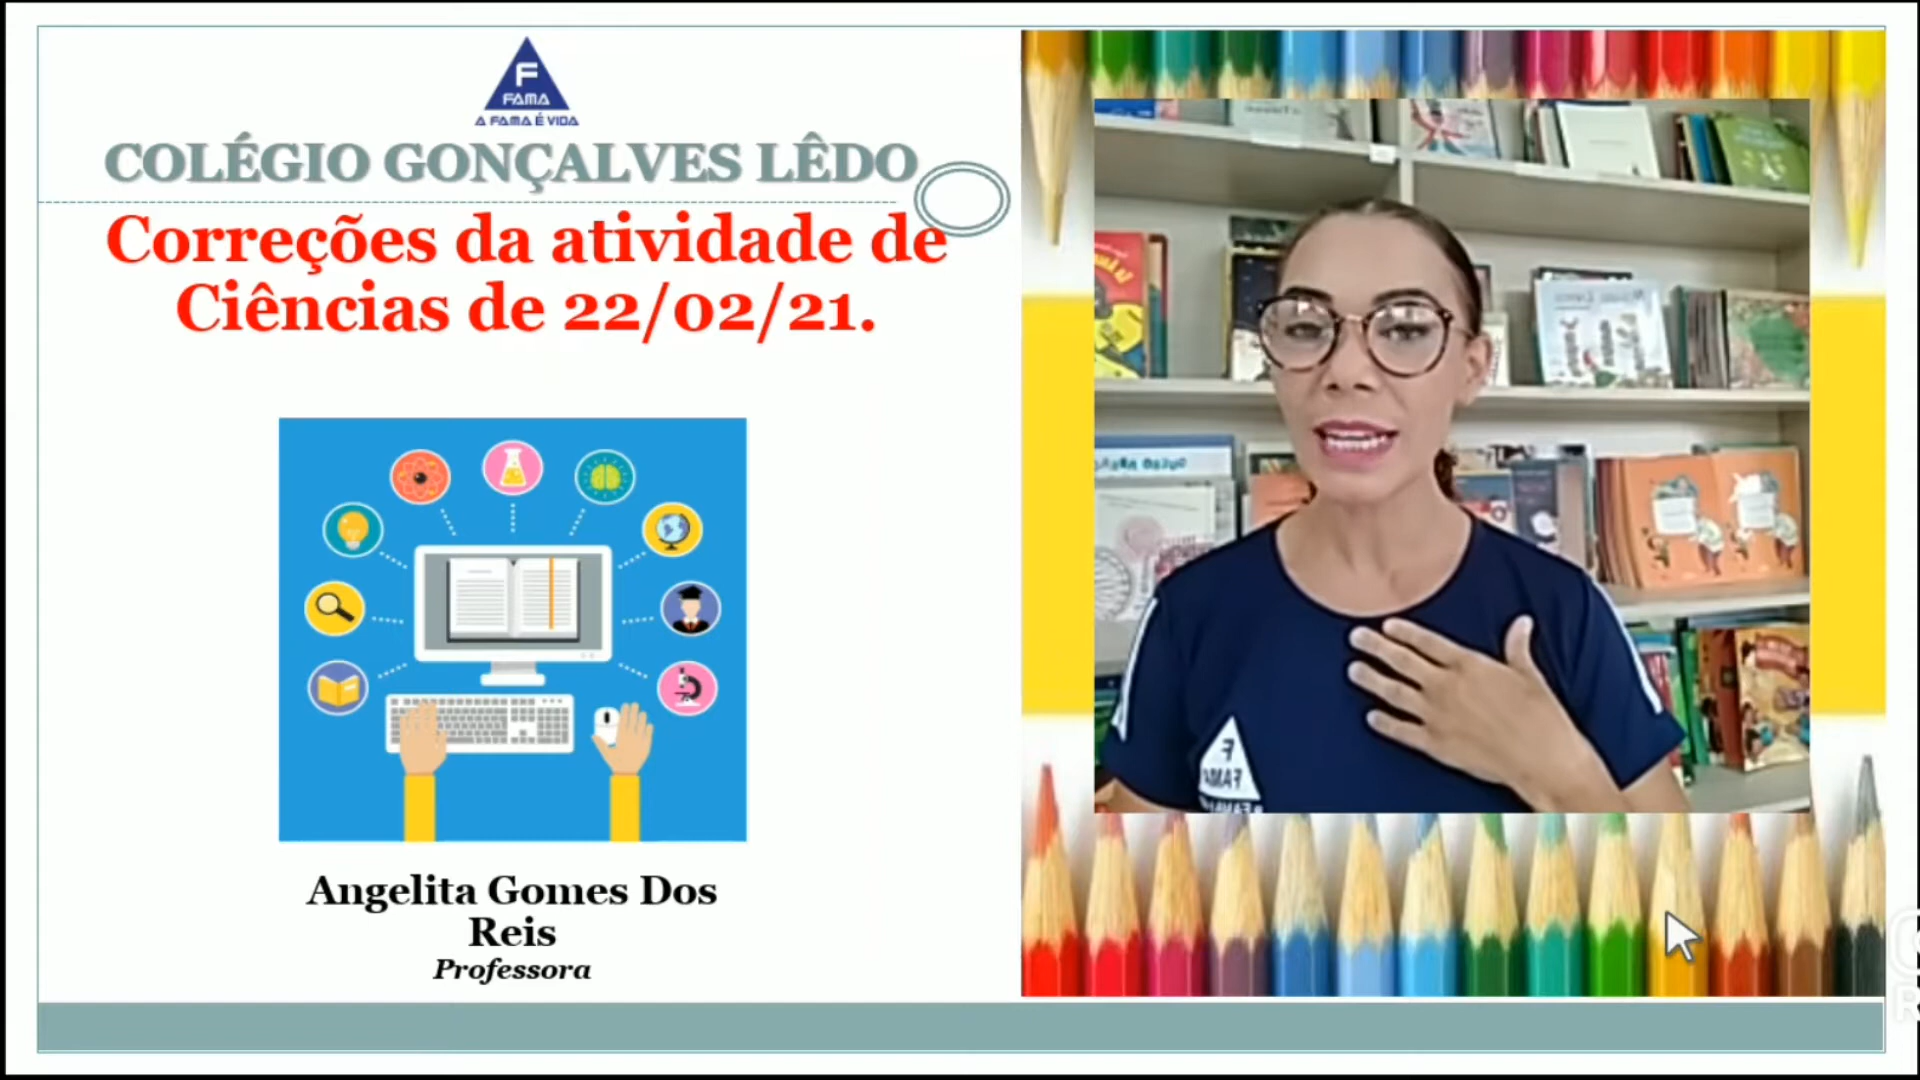 F
FAMA
A FAMA É VIDA
COLÉGIO GONÇALVES LÊDO
Correções da atividade de
Ciências de 22/02/21.
Angelita Gomes Dos
Reis
Professora
F
FAMA